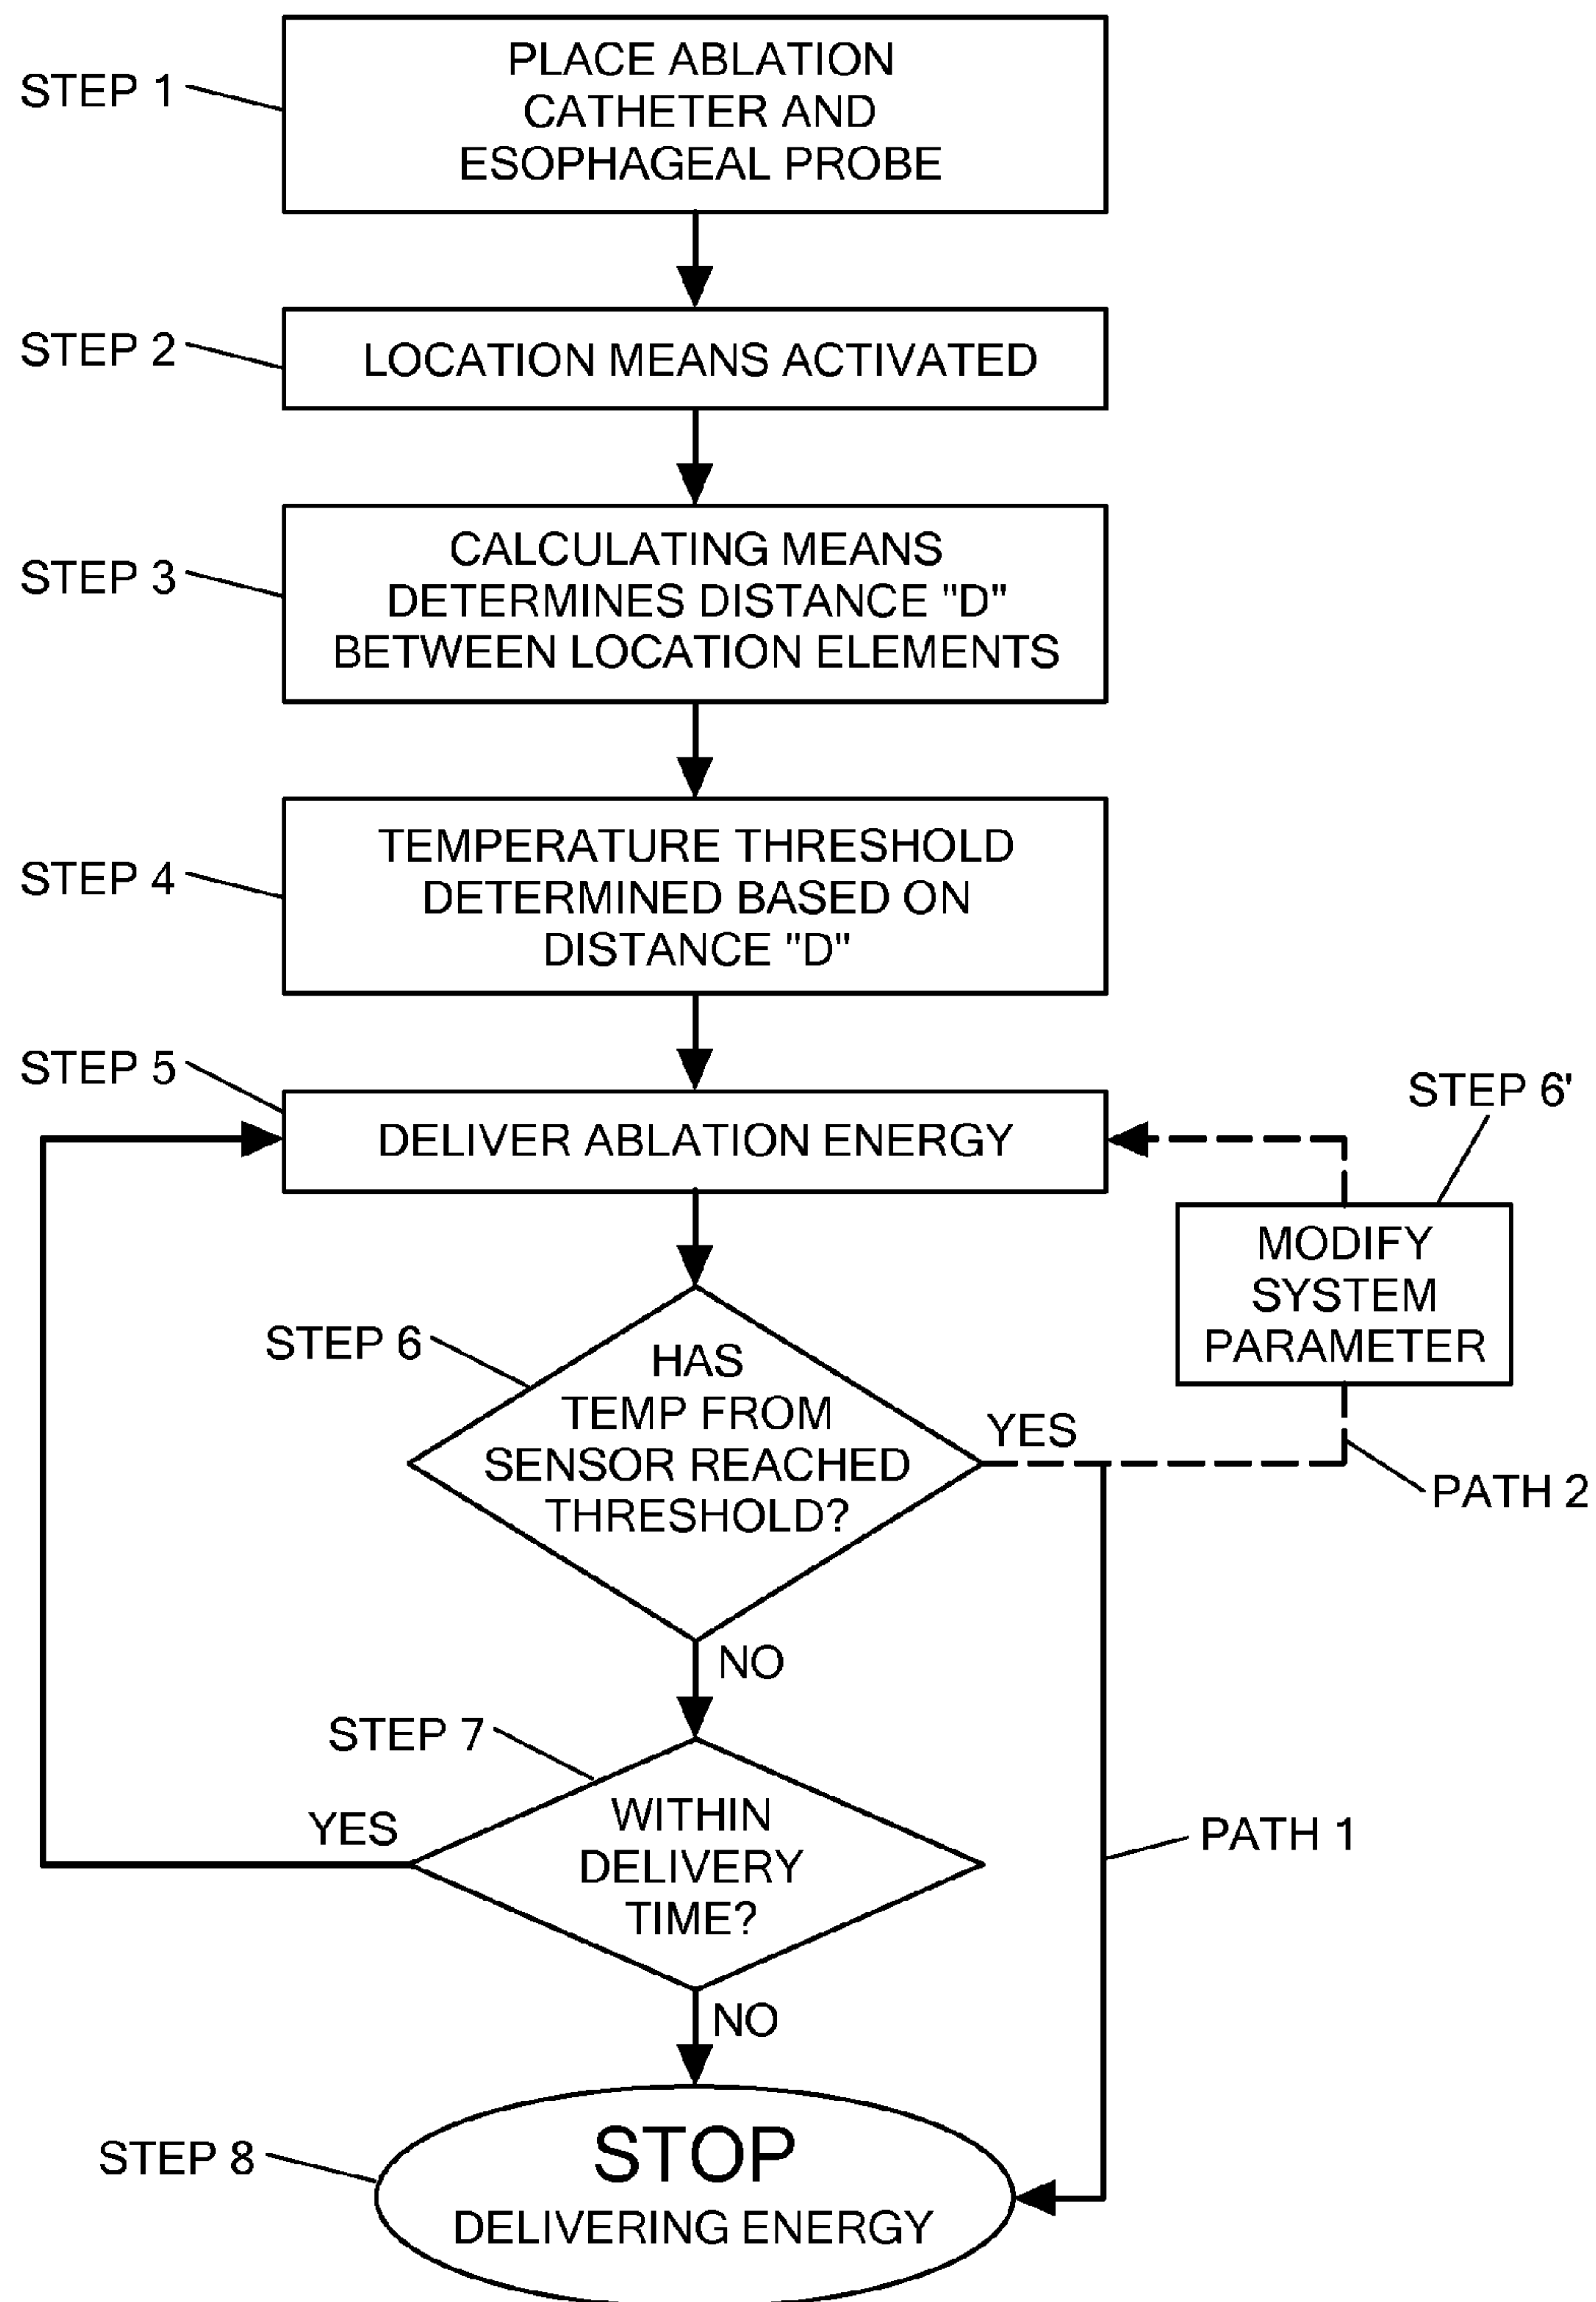 STEP 1
PLACE ABLATION
CATHETER AND
ESOPHAGEAL PROBE
STEP 2
LOCATION MEANS ACTIVATED
STEP 3
CALCULATING MEANS
DETERMINES DISTANCE "D"
BETWEEN LOCATION ELEMENTS
STEP 4
TEMPERATURE THRESHOLD
DETERMINED BASED ON
DISTANCE "D"
STEP 5
DELIVER ABLATION ENERGY
STEP 6'
MODIFY
SYSTEM
PARAMETER
STEP 6
HAS
TEMP FROM
SENSOR REACHED
THRESHOLD?
YES
PATH 2
NO
STEP 7
WITHIN
DELIVERY
TIME?
YES
PATH 1
NO
STEP 8
STOP
DELIVERING ENERGY